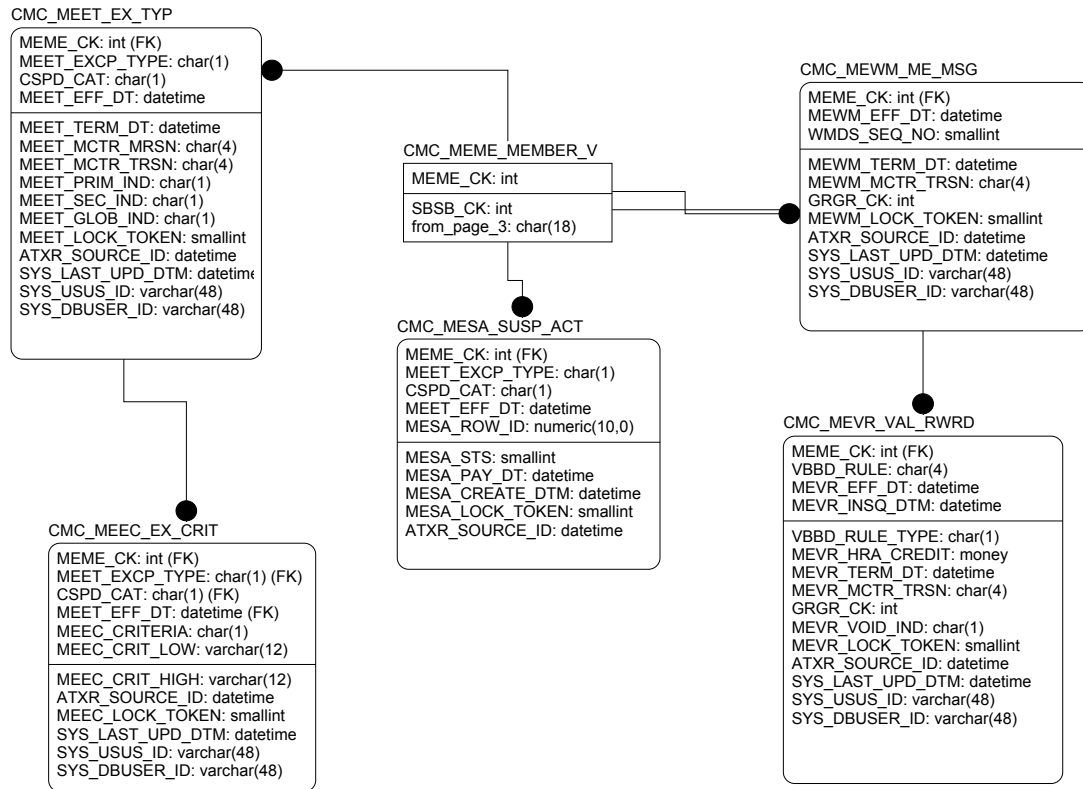 CMC_MEET_EX_TYP
MEME_CK: int (FK)
MEET_EXCP_TYPE: char(1)
CSPD_CAT: char(1)
MEET_EFF_DT: datetime
MEET_TERM_DT: datetime
MEET_MCTR_MRSN: char(4)
MEET_MCTR_TRSN: char(4)
MEET_PRIM_IND: char(1)
MEET_SEC_IND: char(1)
MEET_GLOB_IND: char(1)
MEET_LOCK_TOKEN: smallint
ATXR_SOURCE_ID: datetime
SYS_LAST_UPD_DTM: datetime
SYS_USUS_ID: varchar(48)
SYS_DBUSER_ID: varchar(48)
CMC_MEME_MEMBER_V
MEME_CK: int
SBSB_CK: int
from_page_3: char(18)
CMC_MEWM_ME_MSG
MEME_CK: int (FK)
MEWM_EFF_DT: datetime
WMDS_SEQ_NO: smallint
MEWM_TERM_DT: datetime
MEWM_MCTR_TRSN: char(4)
GRGR_CK: int
MEWM_LOCK_TOKEN: smallint
ATXR_SOURCE_ID: datetime
SYS_LAST_UPD_DTM: datetime
SYS_USUS_ID: varchar(48)
SYS_DBUSER_ID: varchar(48)
CMC_MESA_SUSP_ACT
MEME_CK: int (FK)
MEET_EXCP_TYPE: char(1)
CSPD_CAT: char(1)
MEET_EFF_DT: datetime
MESA_ROW_ID: numeric(10,0)
MESA_STS: smallint
MESA_PAY_DT: datetime
MESA_CREATE_DTM: datetime
MESA_LOCK_TOKEN: smallint
ATXR_SOURCE_ID: datetime
CMC_MEVR_VAL_RWRD
MEME_CK: int (FK)
VBBD_RULE: char(4)
MEVR_EFF_DT: datetime
MEVR_INSQ_DTM: datetime
VBBD_RULE_TYPE: char(1)
MEVR_HRA_CREDIT: money
MEVR_TERM_DT: datetime
MEVR_MCTR_TRSN: char(4)
GRGR_CK: int
MEVR_VOID_IND: char(1)
MEVR_LOCK_TOKEN: smallint
ATXR_SOURCE_ID: datetime
SYS_LAST_UPD_DTM: datetime
SYS_USUS_ID: varchar(48)
SYS_DBUSER_ID: varchar(48)
CMC_MEEC_EX_CRIT
MEME_CK: int (FK)
MEET_EXCP_TYPE: char(1) (FK)
CSPD_CAT: char(1) (FK)
MEET_EFF_DT: datetime (FK)
MEEC_CRITERIA: char(1)
MEEC_CRIT_LOW: varchar(12)
MEEC_CRIT_HIGH: varchar(12)
ATXR_SOURCE_ID: datetime
MEEC_LOCK_TOKEN: smallint
SYS_LAST_UPD_DTM: datetime
SYS_USUS_ID: varchar(48)
SYS_DBUSER_ID: varchar(48)